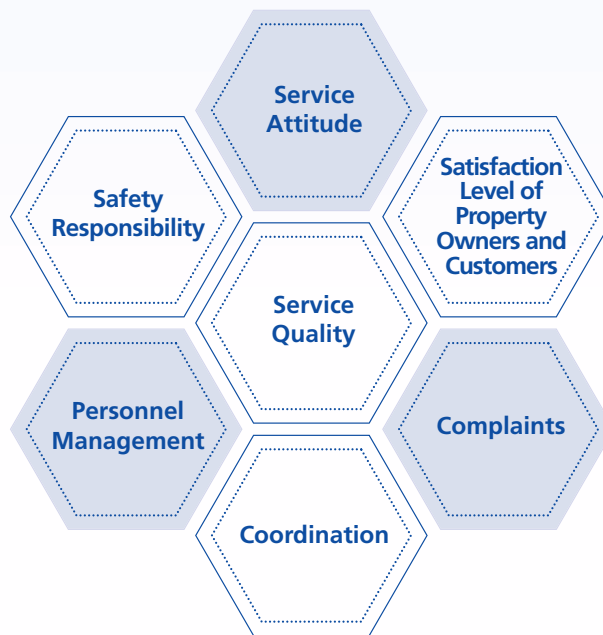 Service
Attitude
Safety
Responsibility
Satisfaction
Level of
Property
Owners and
Customers
Service
Quality
Personnel
Management
Complaints
Coordination